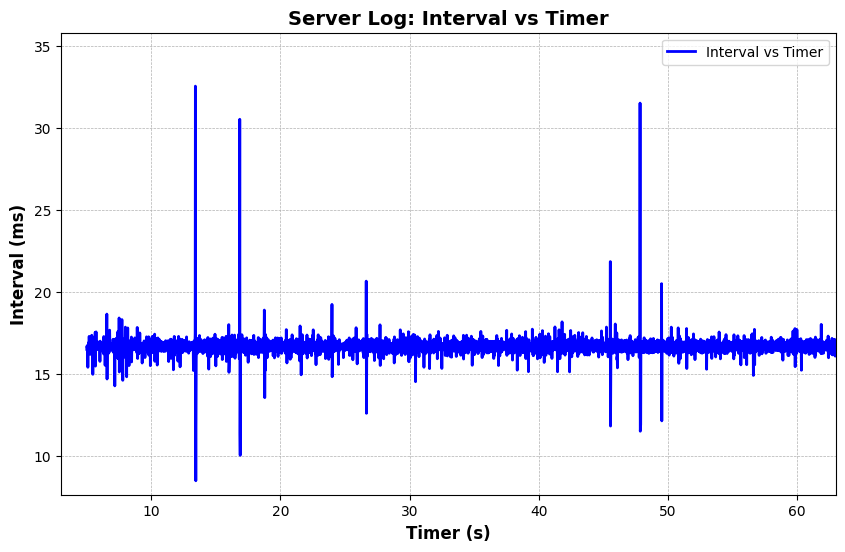 Server Log: Interval vs Timer
Interval vs Timer
35
30
25
20
15
10
Interval (ms)
10 20 30 40 50 60
Timer (s)